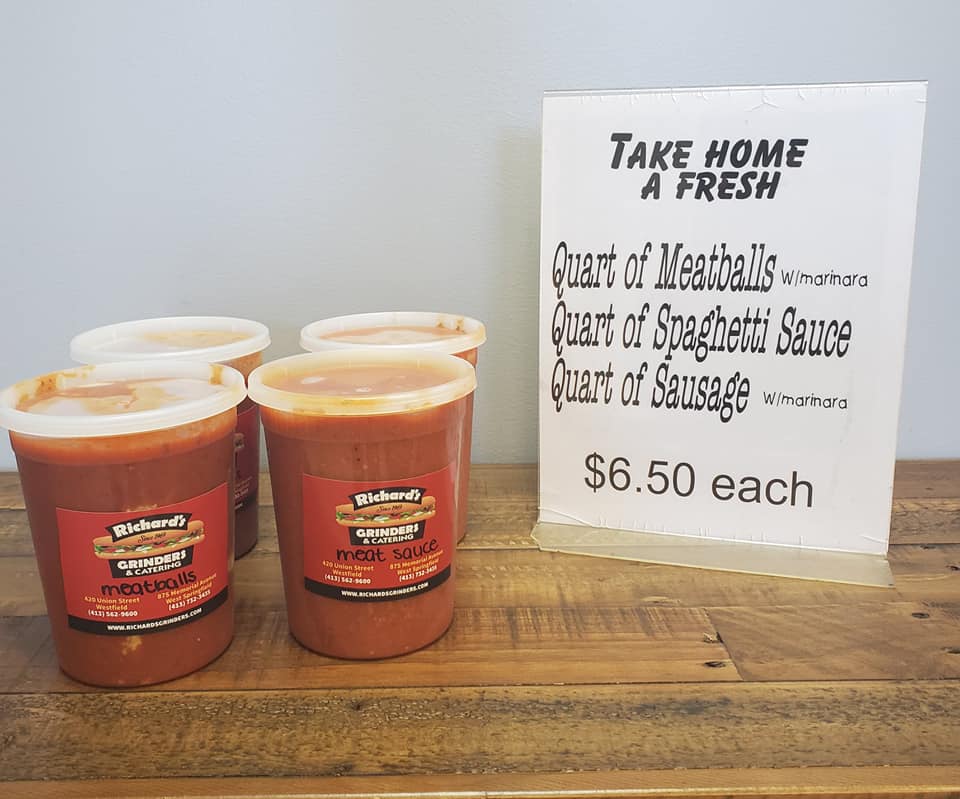 TAKE HOME
A FRESH
Quart of Meatballs W/marinara
Quart of Spaghetti Sauce
Quart of Sausage W/marinara
$6.50 each
Richard's
Since 1969
GRINDERS
& CATERING
meatballs
420 Union Street
Westfield
(413) 562-9600
875 Memorial Avenue
West Springfield
(413) 732-3435
WWW.RICHARDSGRINDERS.COM
Richard's
Since 1969
GRINDERS
& CATERING
meat sauce
420 Union Street
Westfield
(413) 562-9600
875 Memorial Avenue
West Springfield
(413) 732-3435
WWW.RICHARDSGRINDERS.COM